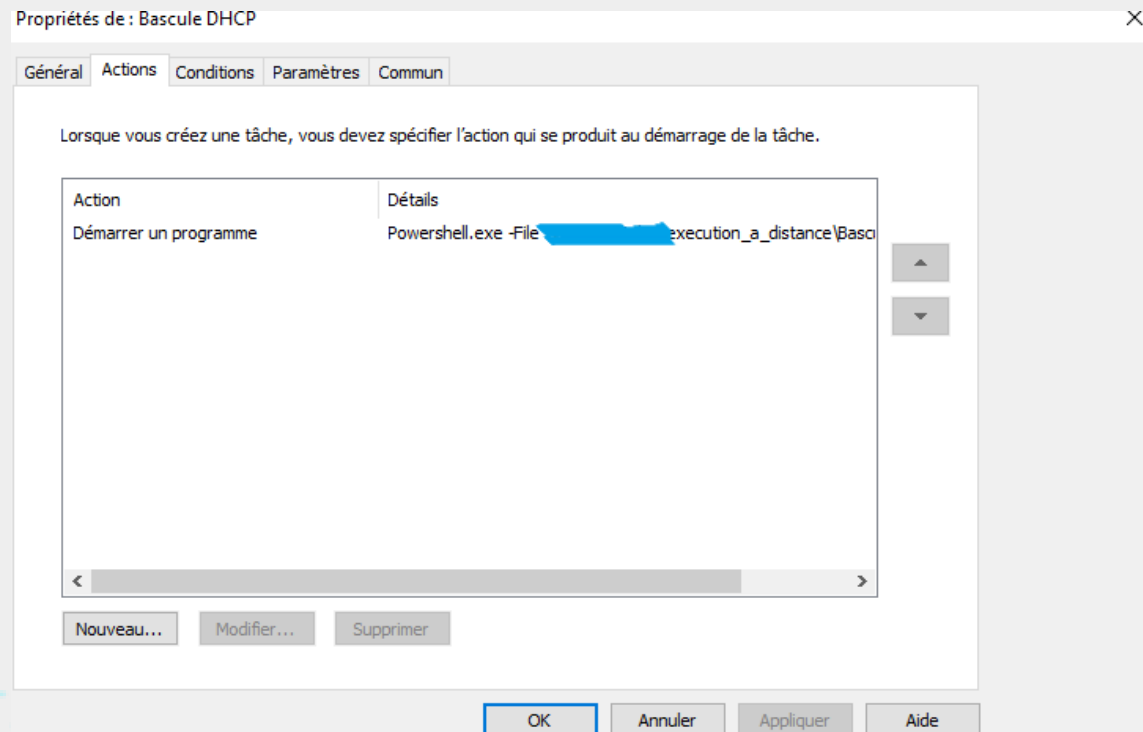 Propriétés de : Bascule DHCP
Général Actions Conditions Paramètres Commun
Lorsque vous créez une tâche, vous devez spécifier l'action qui se produit au démarrage de la tâche.
Action Détails
Démarrer un programme Powershell.exe -File execution_a_distance\Bascu
Nouveau... Modifier... Supprimer
OK Annuler Appliquer Aide